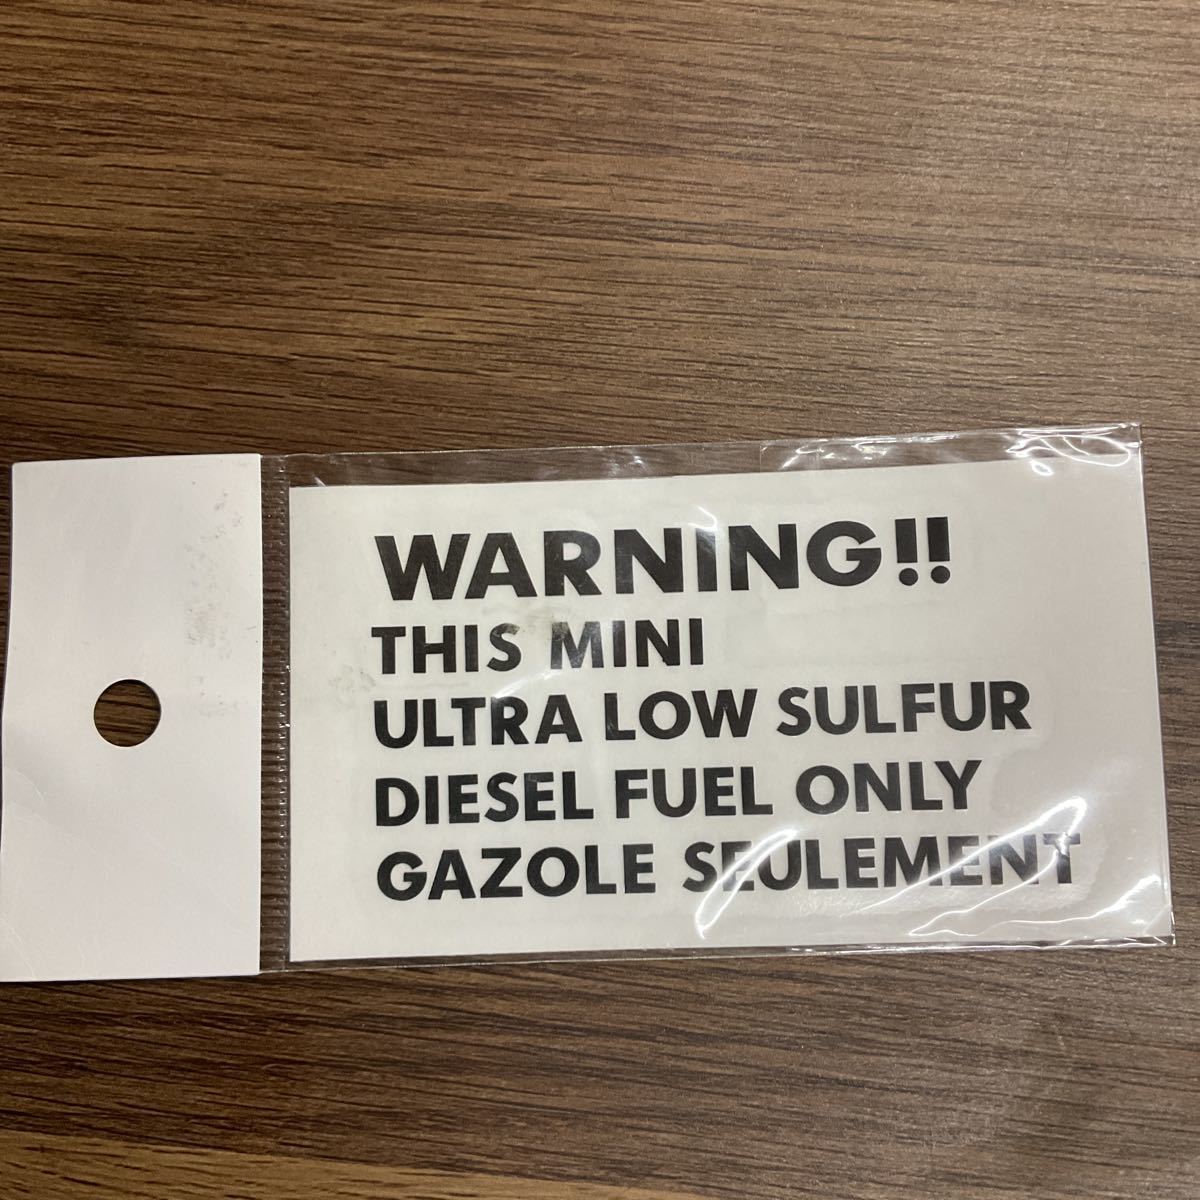 WARNING!!
THIS MINI
ULTRA LOW SULFUR
DIESEL FUEL ONLY
GAZOLE SEULEMENT